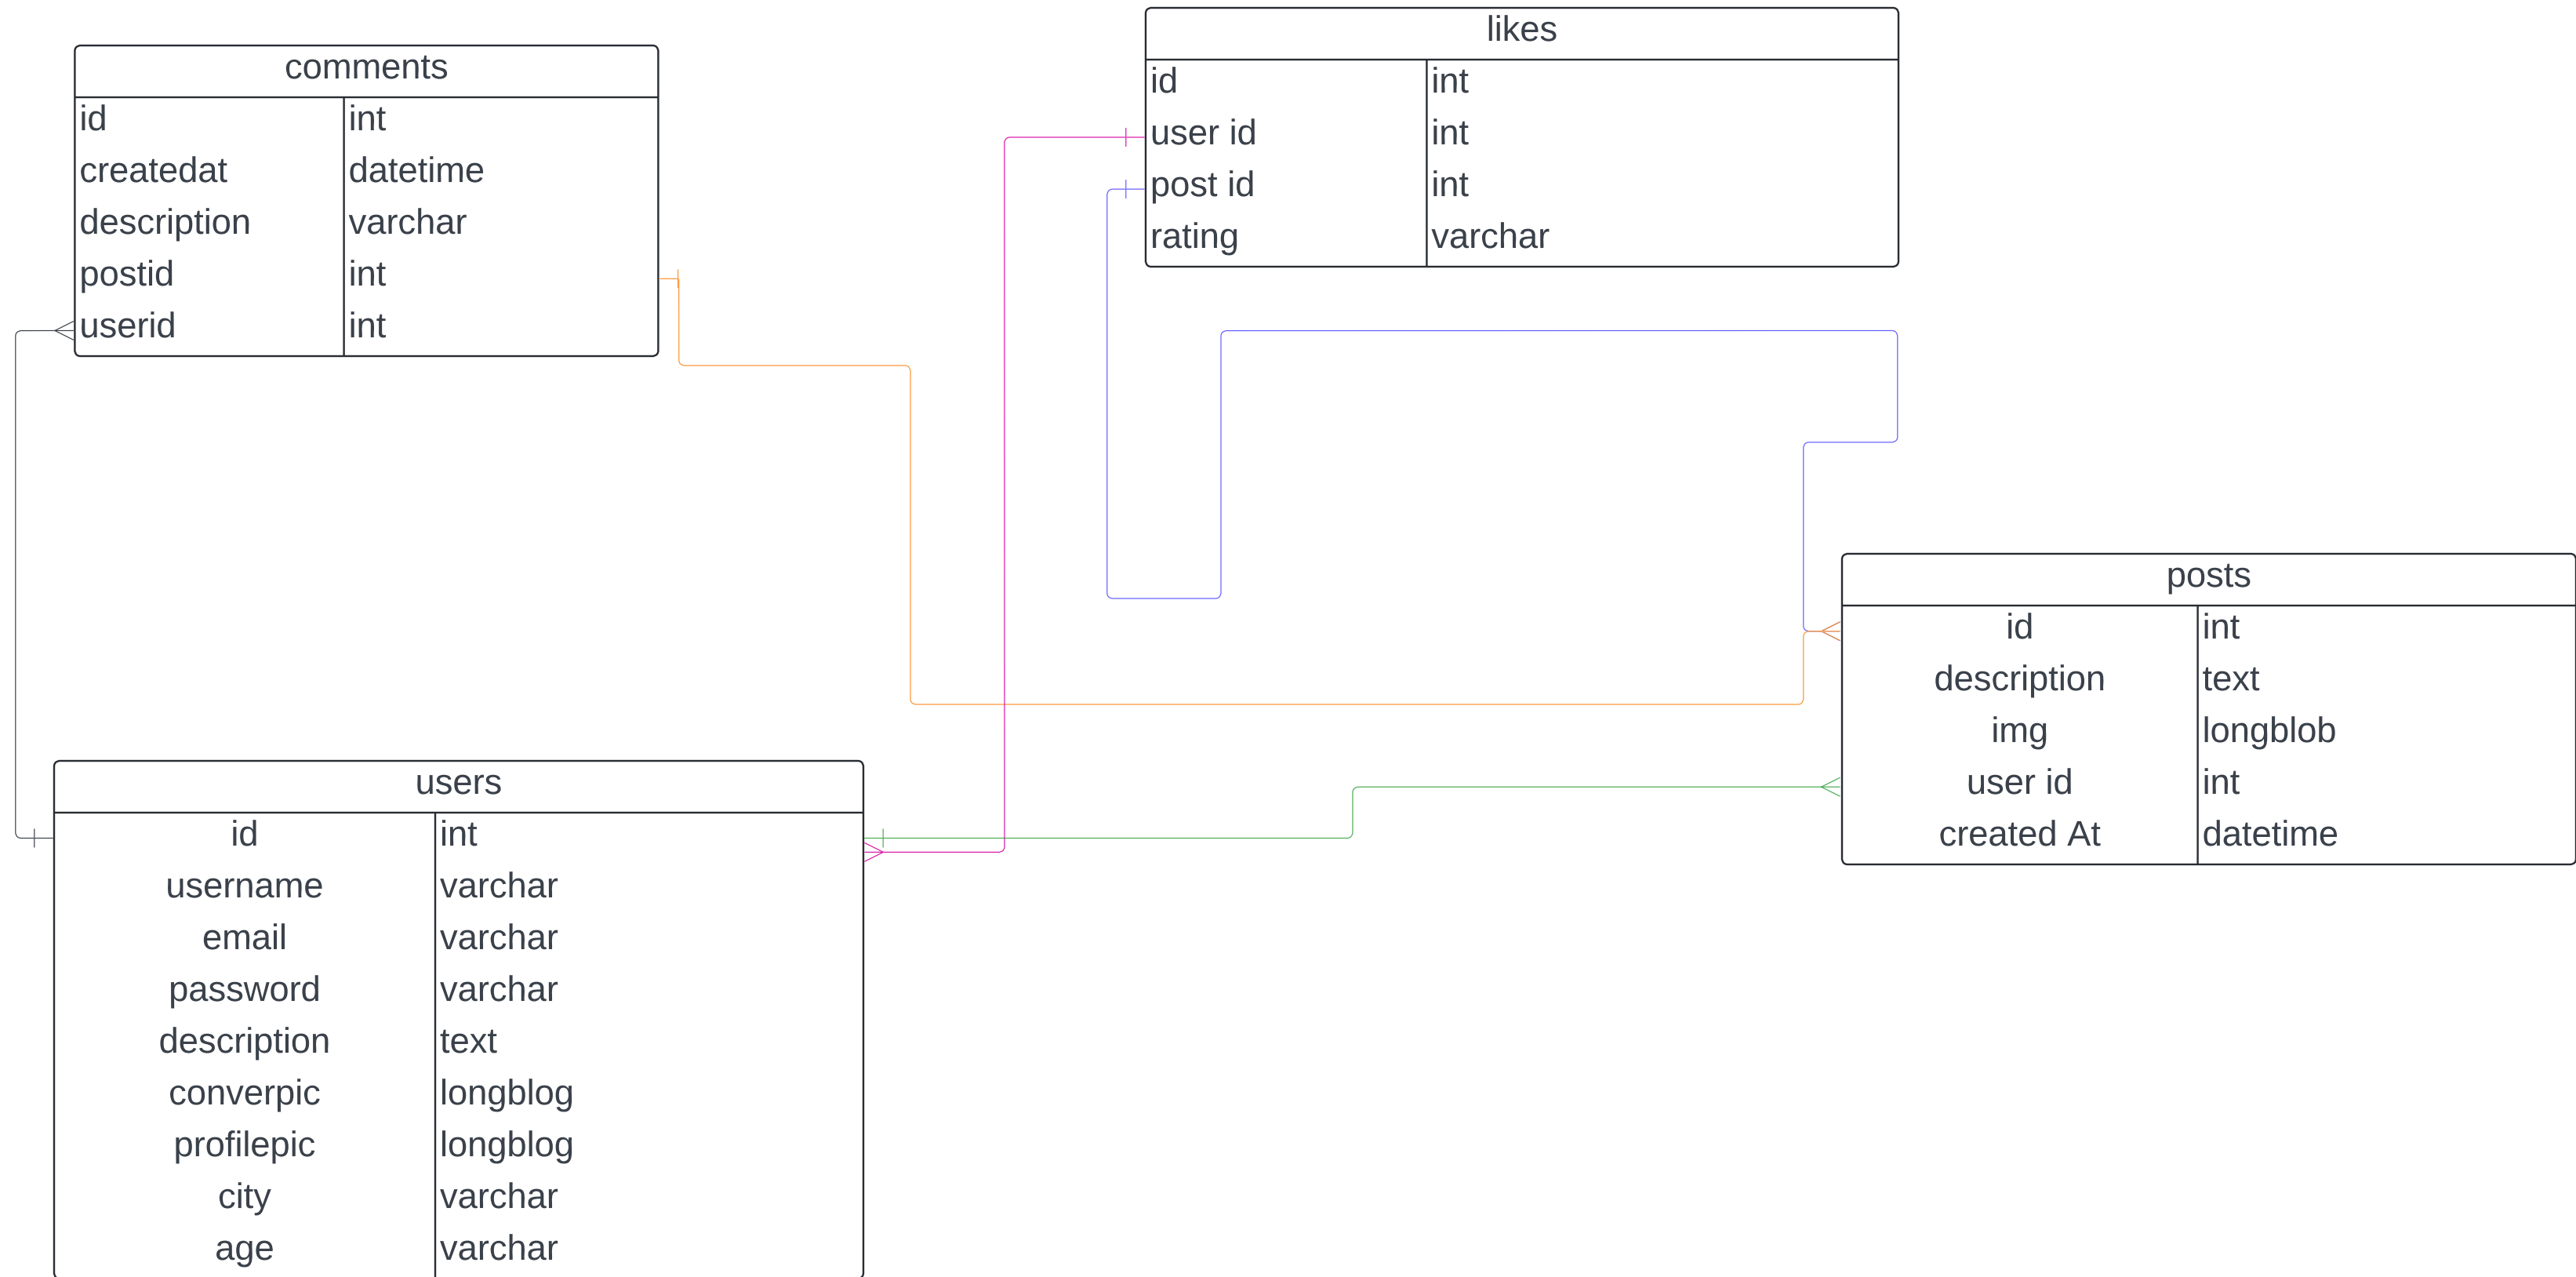 comments
id int
createdat datetime
description varchar
postid int
userid int
likes
id int
user id int
post id int
rating varchar
posts
id int
description text
img longblob
user id int
created At datetime
users
id int
username varchar
email varchar
password varchar
description text
converpic longblog
profilepic longblog
city varchar
age varchar